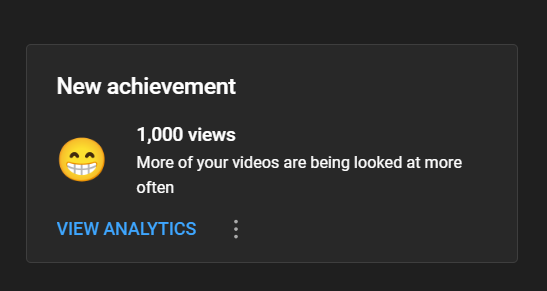 New achievement
1,000 views
More of your videos are being looked at more
often
VIEW ANALYTICS